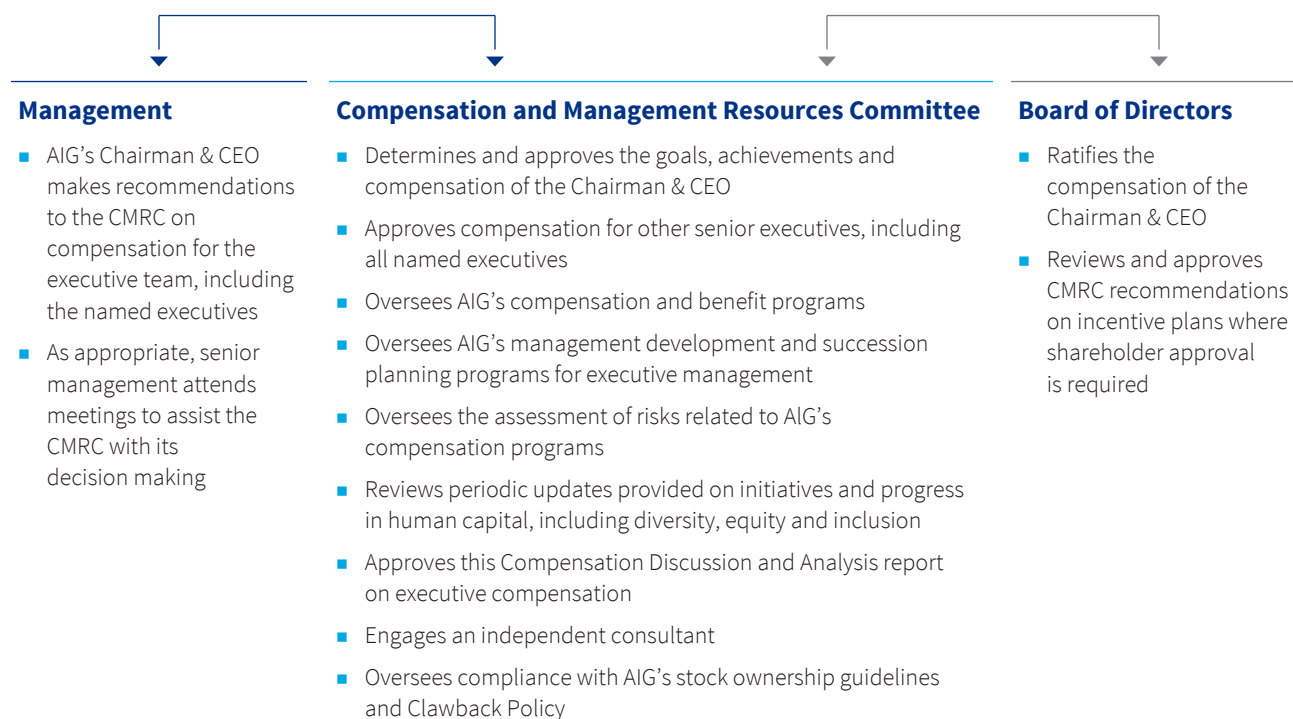 Management
■ AIG’s Chairman & CEO
makes recommendations
to the CMRC on
compensation for the
executive team, including
the named executives
■ As appropriate, senior
management attends
meetings to assist the
CMRC with its
decision making
Compensation and Management Resources Committee
■ Determines and approves the goals, achievements and
compensation of the Chairman & CEO
■ Approves compensation for other senior executives, including
all named executives
■ Oversees AIG’s compensation and benefit programs
■ Oversees AIG’s management development and succession
planning programs for executive management
■ Oversees the assessment of risks related to AIG’s
compensation programs
■ Reviews periodic updates provided on initiatives and progress
in human capital, including diversity, equity and inclusion
■ Approves this Compensation Discussion and Analysis report
on executive compensation
■ Engages an independent consultant
■ Oversees compliance with AIG’s stock ownership guidelines
and Clawback Policy
Board of Directors
■ Ratifies the
compensation of the
Chairman & CEO
■ Reviews and approves
CMRC recommendations
on incentive plans where
shareholder approval
is required